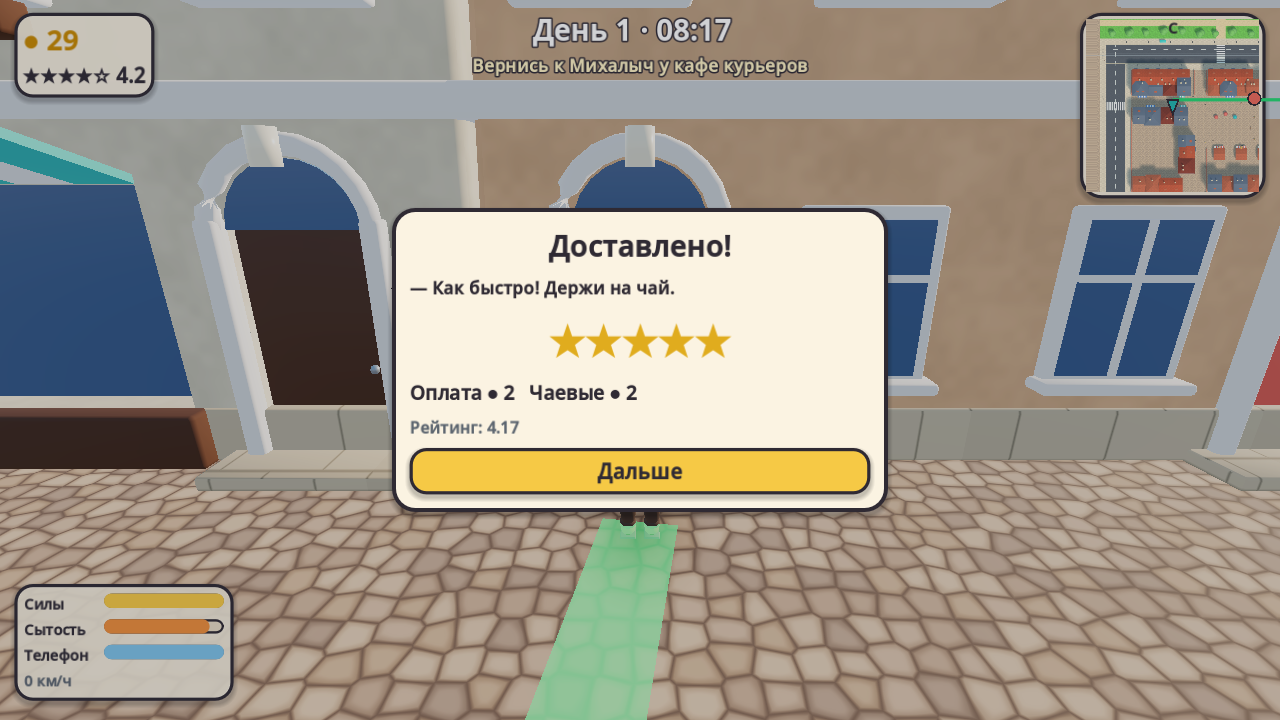 ● 29
★★★★☆ 4.2
День 1 · 08:17
Вернись к Михалыч у кафе курьеров
С
Доставлено!
— Как быстро! Держи на чай.
★★★★★
Оплата ● 2 Чаевые ● 2
Рейтинг: 4.17
Дальше
Силы
Сытость
Телефон
0 км/ч